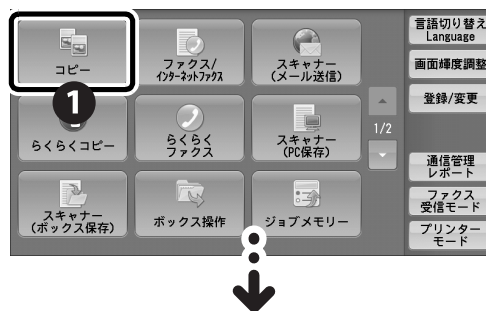 コピー
ファクス/
インターネットファクス
スキャナー
(メール送信)
1
らくらくコピー
らくらく
ファクス
スキャナー
(PC保存)
スキャナー
(ボックス保存)
ボックス操作
ジョブメモリー
1/2
言語切り替え
Language
画面輝度調整
登録/変更
通信管理
レポート
ファクス
受信モード
プリンター
モード